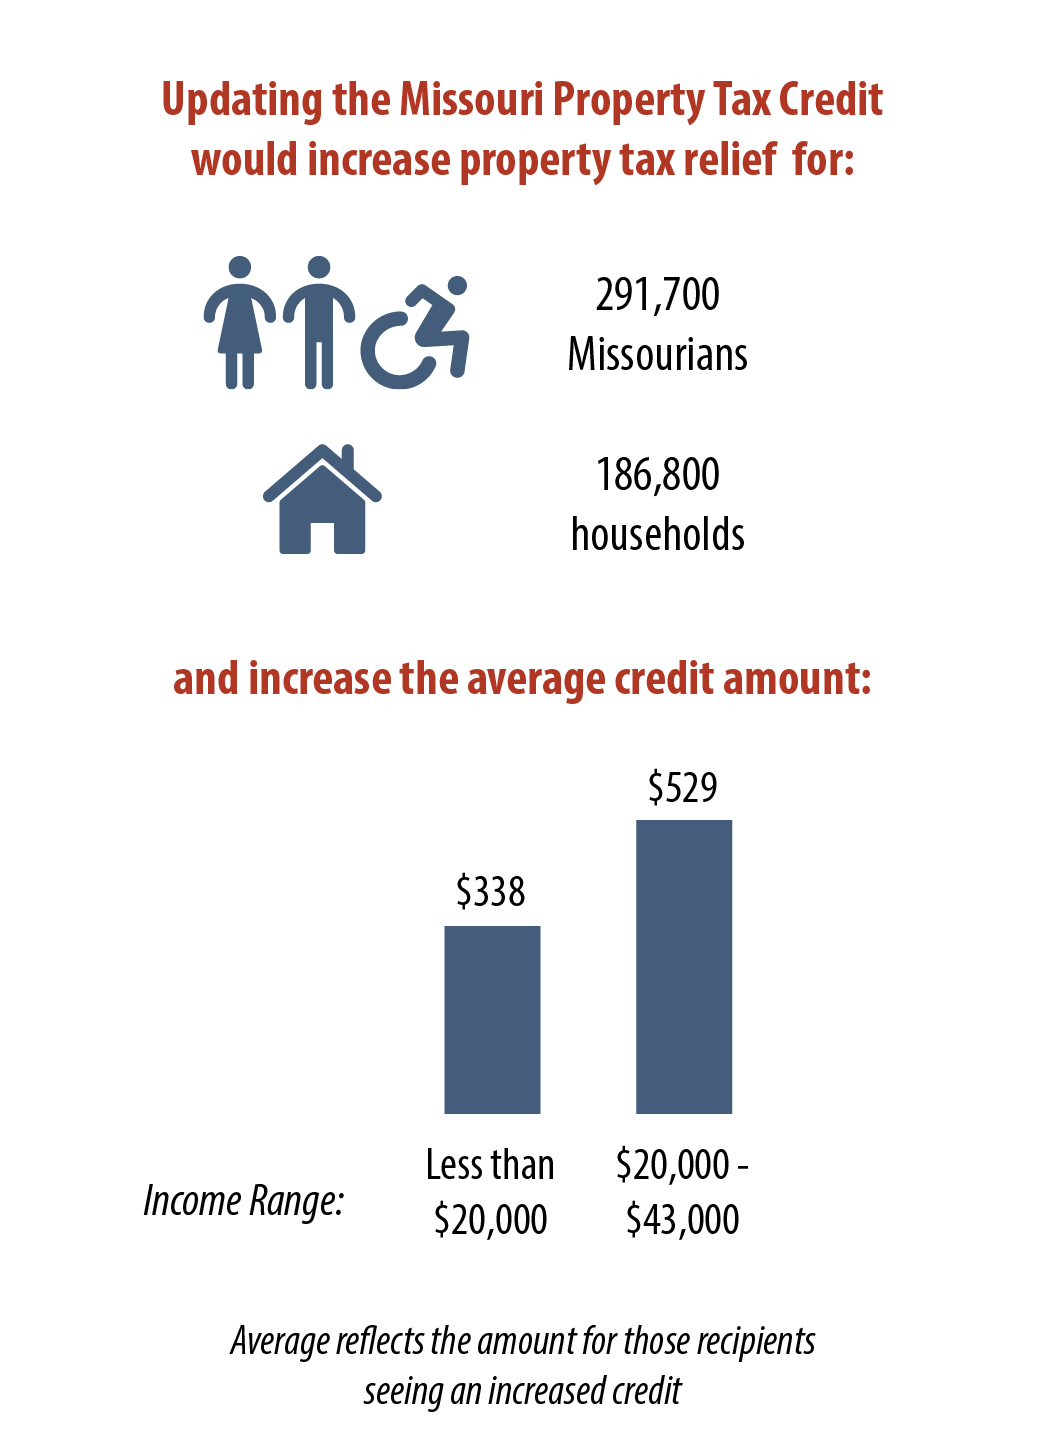 Updating the Missouri Property Tax Credit
would increase property tax relief for:
291,700
Missourians
186,800
households
and increase the average credit amount:
$529
$338
Income Range:
Less than
$20,000
$20,000 -
$43,000
Average reflects the amount for those recipients
seeing an increased credit